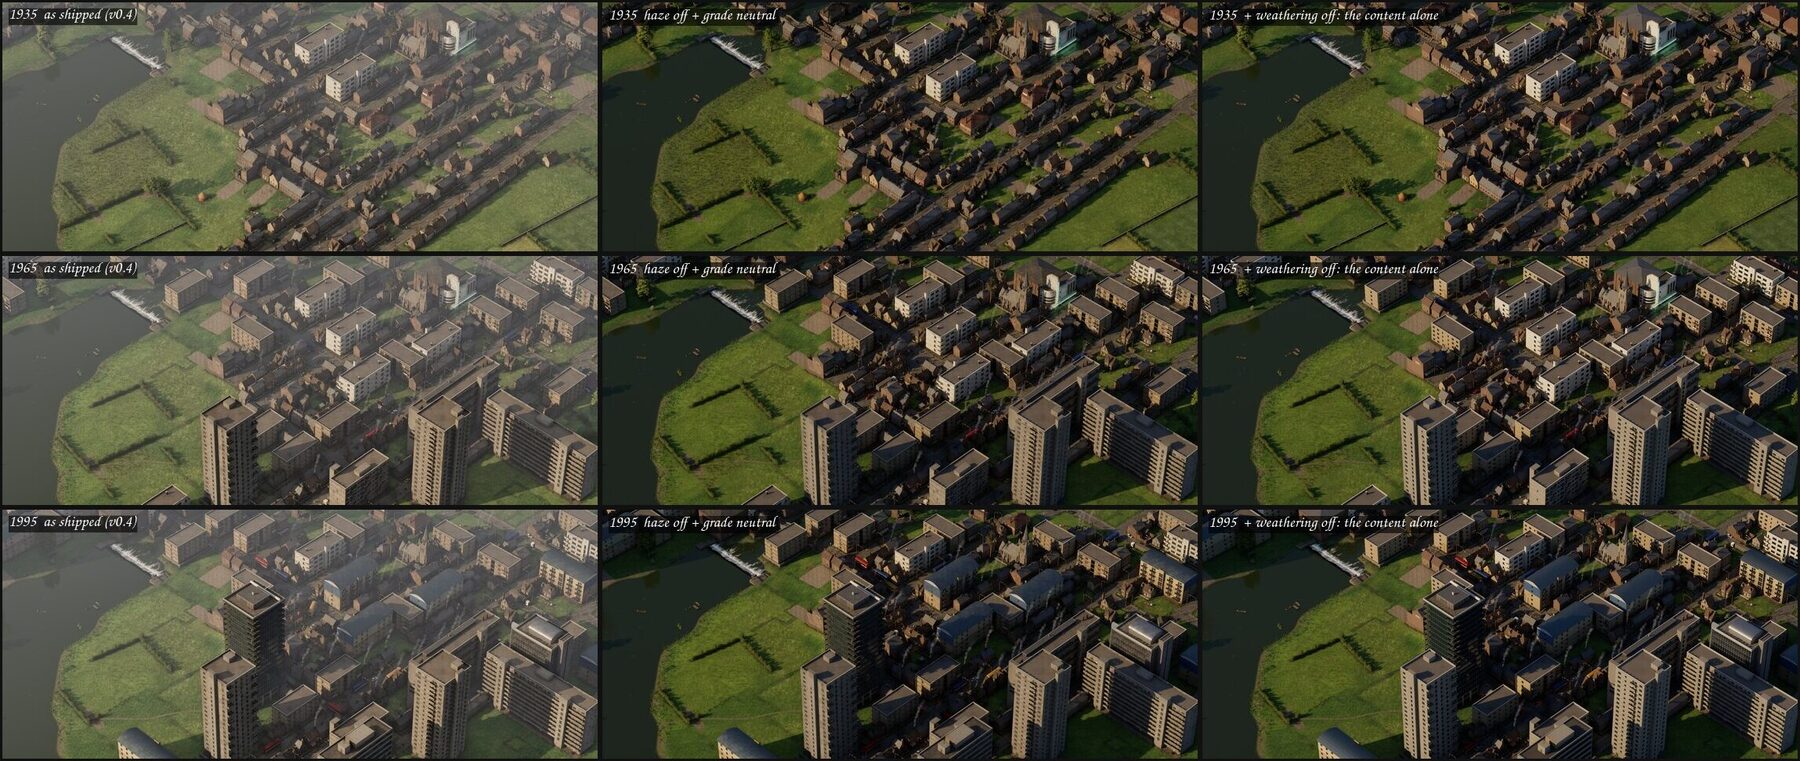 1935 as shipped (v0.4)
1935 haze off + grade neutral
1935 + weathering off: the content alone
1965 as shipped (v0.4)
1965 haze off + grade neutral
1965 + weathering off: the content alone
1995 as shipped (v0.4)
1995 haze off + grade neutral
1995 + weathering off: the content alone